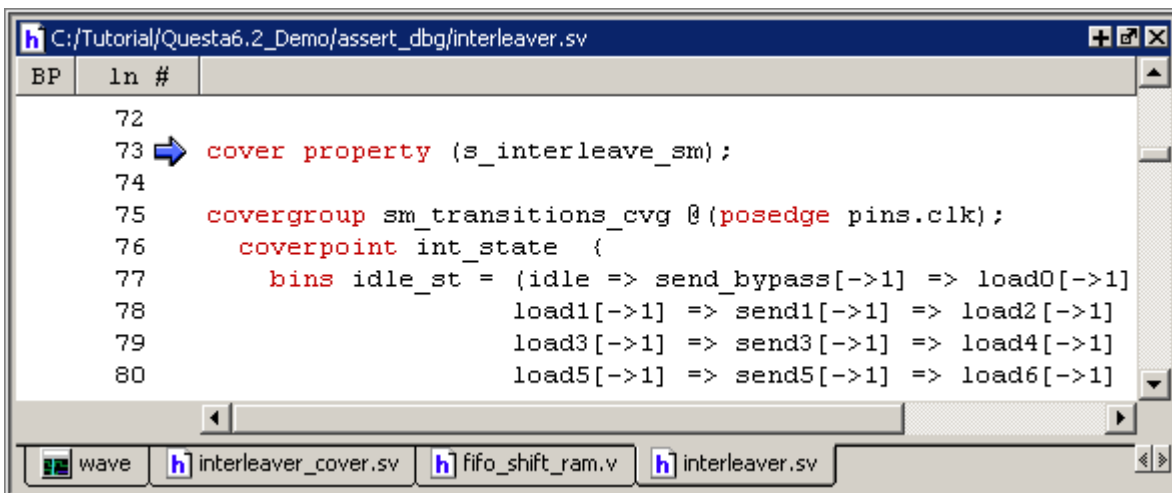 h C:/Tutorial/Questa6.2_Demo/assert_dbg/interleaver.sv
BP ln #
72
73 cover property (s_interleave_sm);
74
75 covergroup sm_transitions_cvg @(posedge pins.clk);
76 coverpoint int_state {
77 bins idle_st = (idle => send_bypass[->1] => load0[->1]
78 load1[->1] => send1[->1] => load2[->1]
79 load3[->1] => send3[->1] => load4[->1]
80 load5[->1] => send5[->1] => load6[->1]
wave h interleaver_cover.sv h fifo_shift_ram.v h interleaver.sv